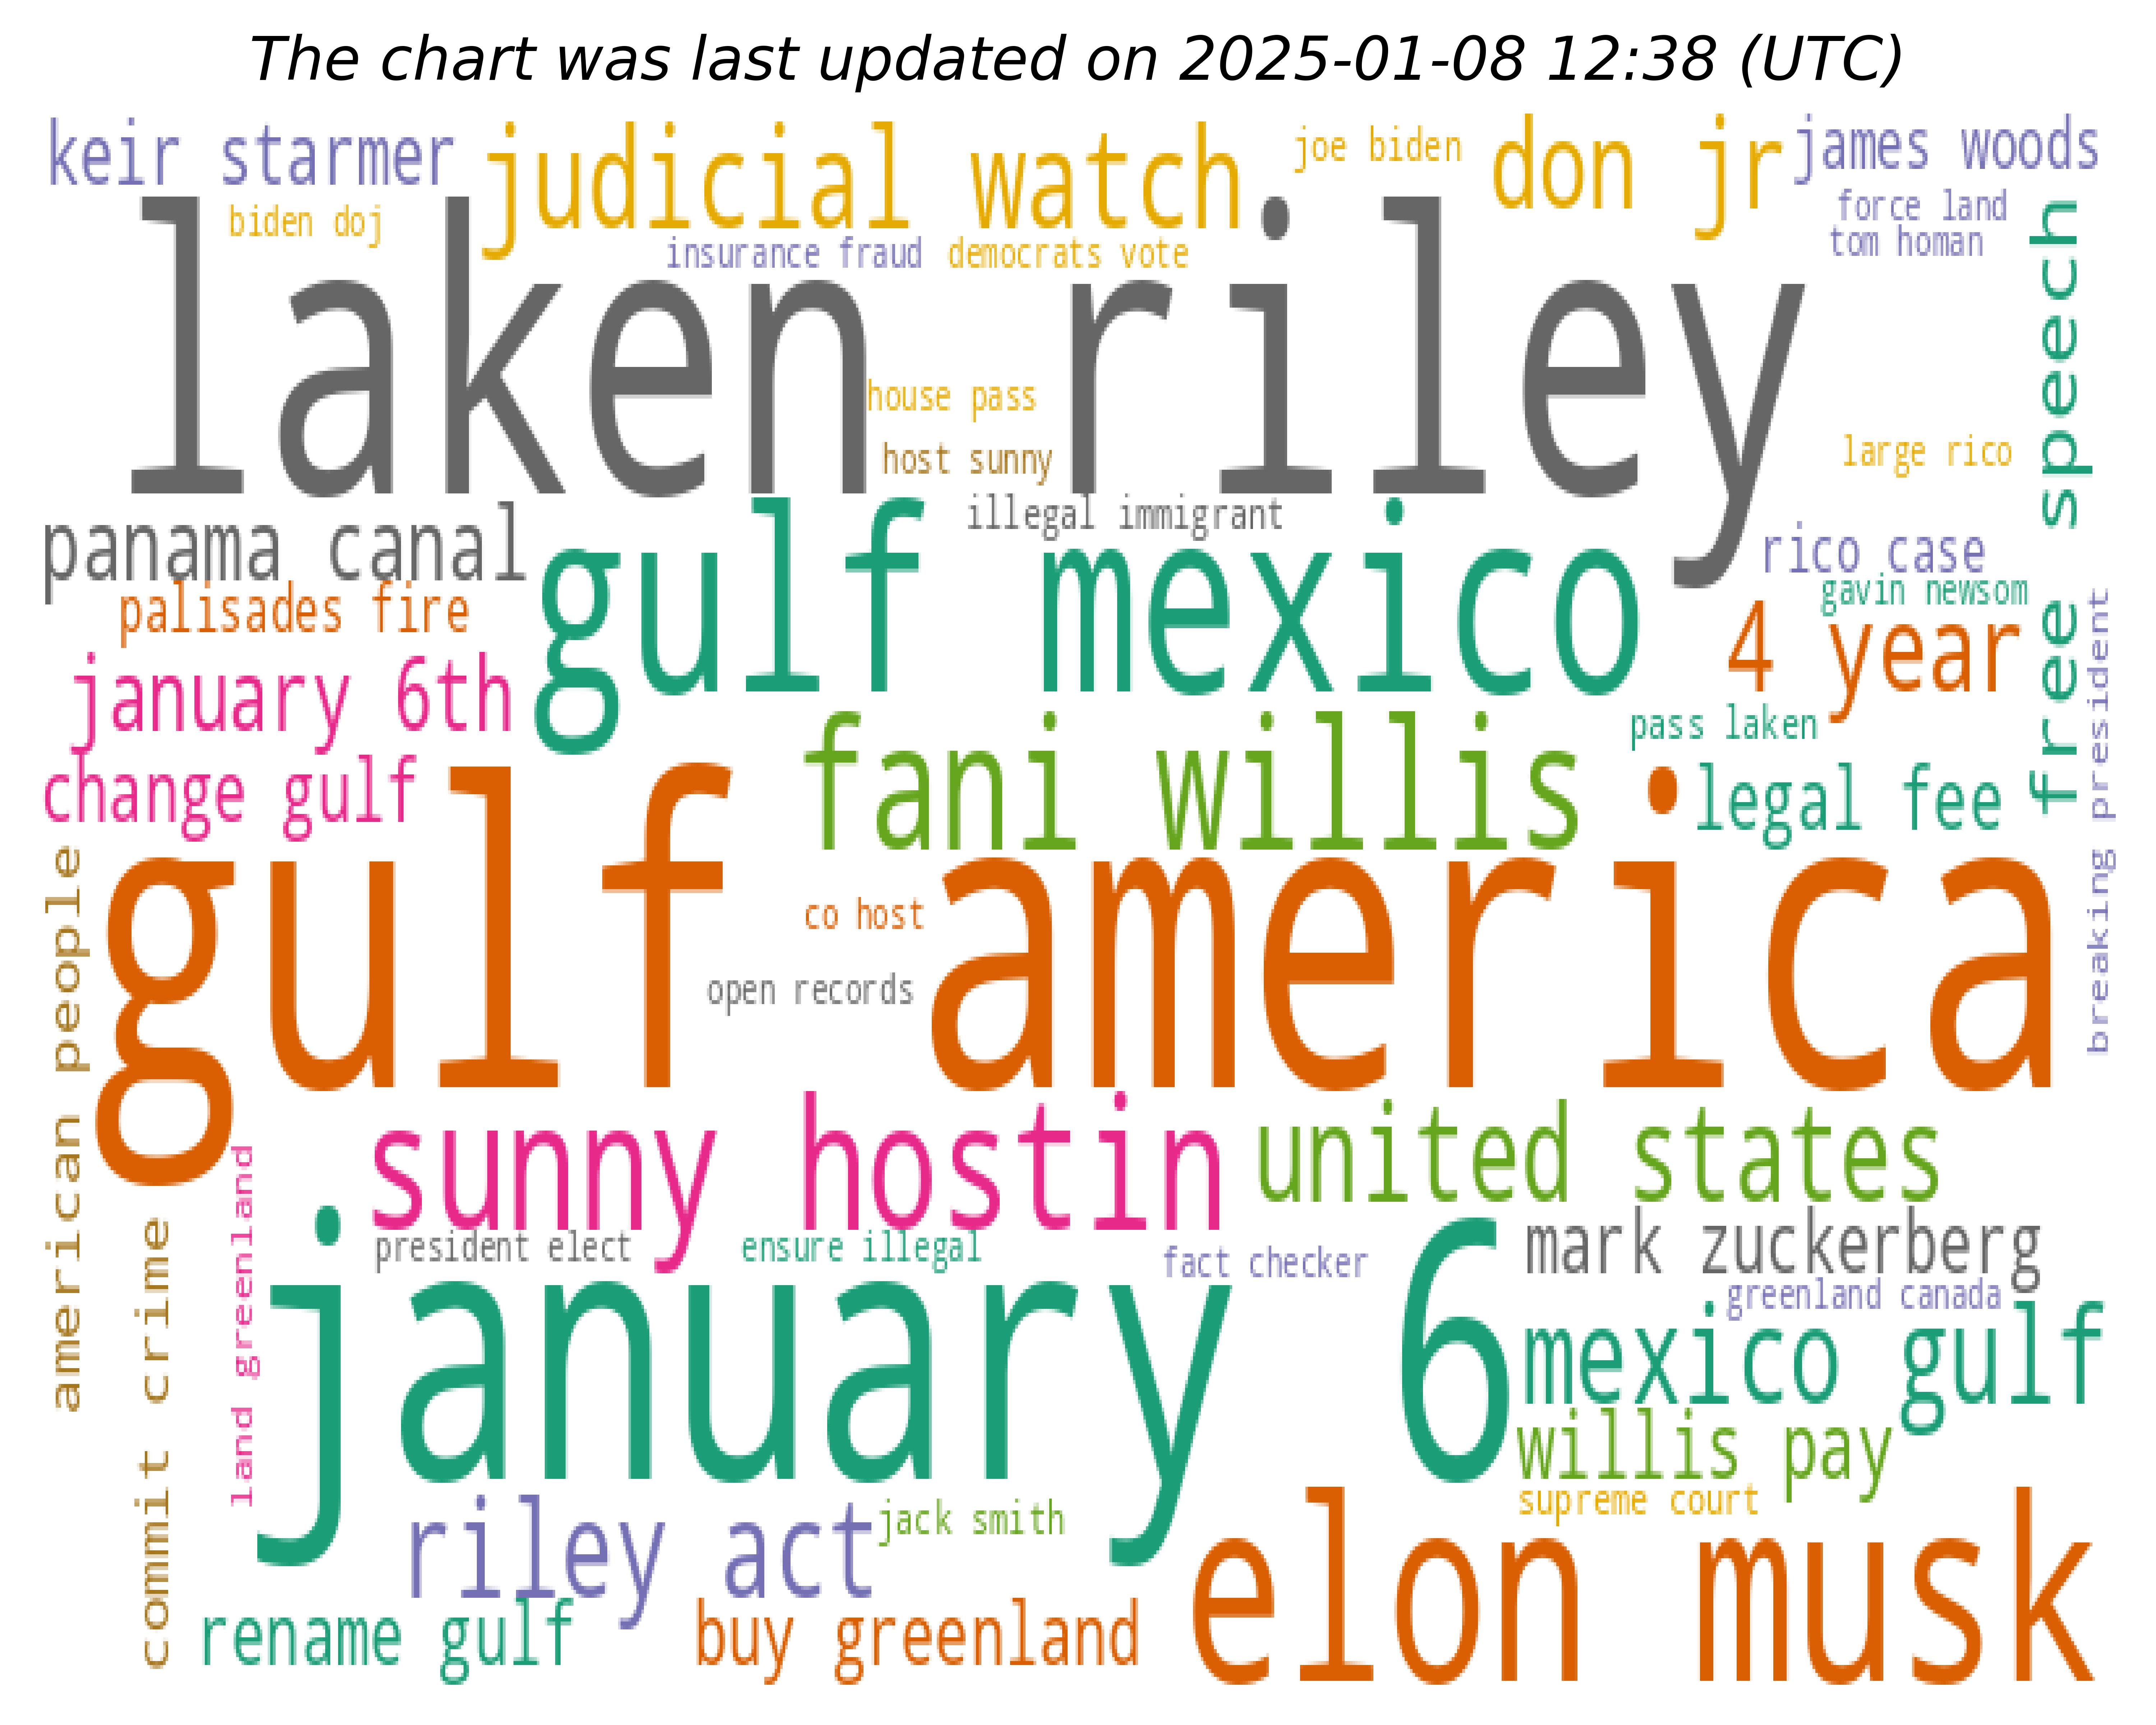 The chart was last updated on 2025-01-08 12:38 (UTC)
keir starmer
judicial watch
joe biden
don jr
james woods
biden doj
insurance fraud
democrats vote
force land
tom homan
laken riley
free speech
house pass
host sunny
large rico
illegal immigrant
panama canal
gulf mexico
rico case
palisades fire
gavin newsom
4 year
january 6th
pass laken
breaking president
fani willis
change gulf
legal fee
gulf america
co host
open records
american people
sunny hostin
united states
land greenland
commit crime
president elect
ensure illegal
fact checker
mark zuckerberg
greenland canada
january 6
mexico gulf
willis pay
supreme court
riley act
jack smith
elon musk
rename gulf
buy greenland